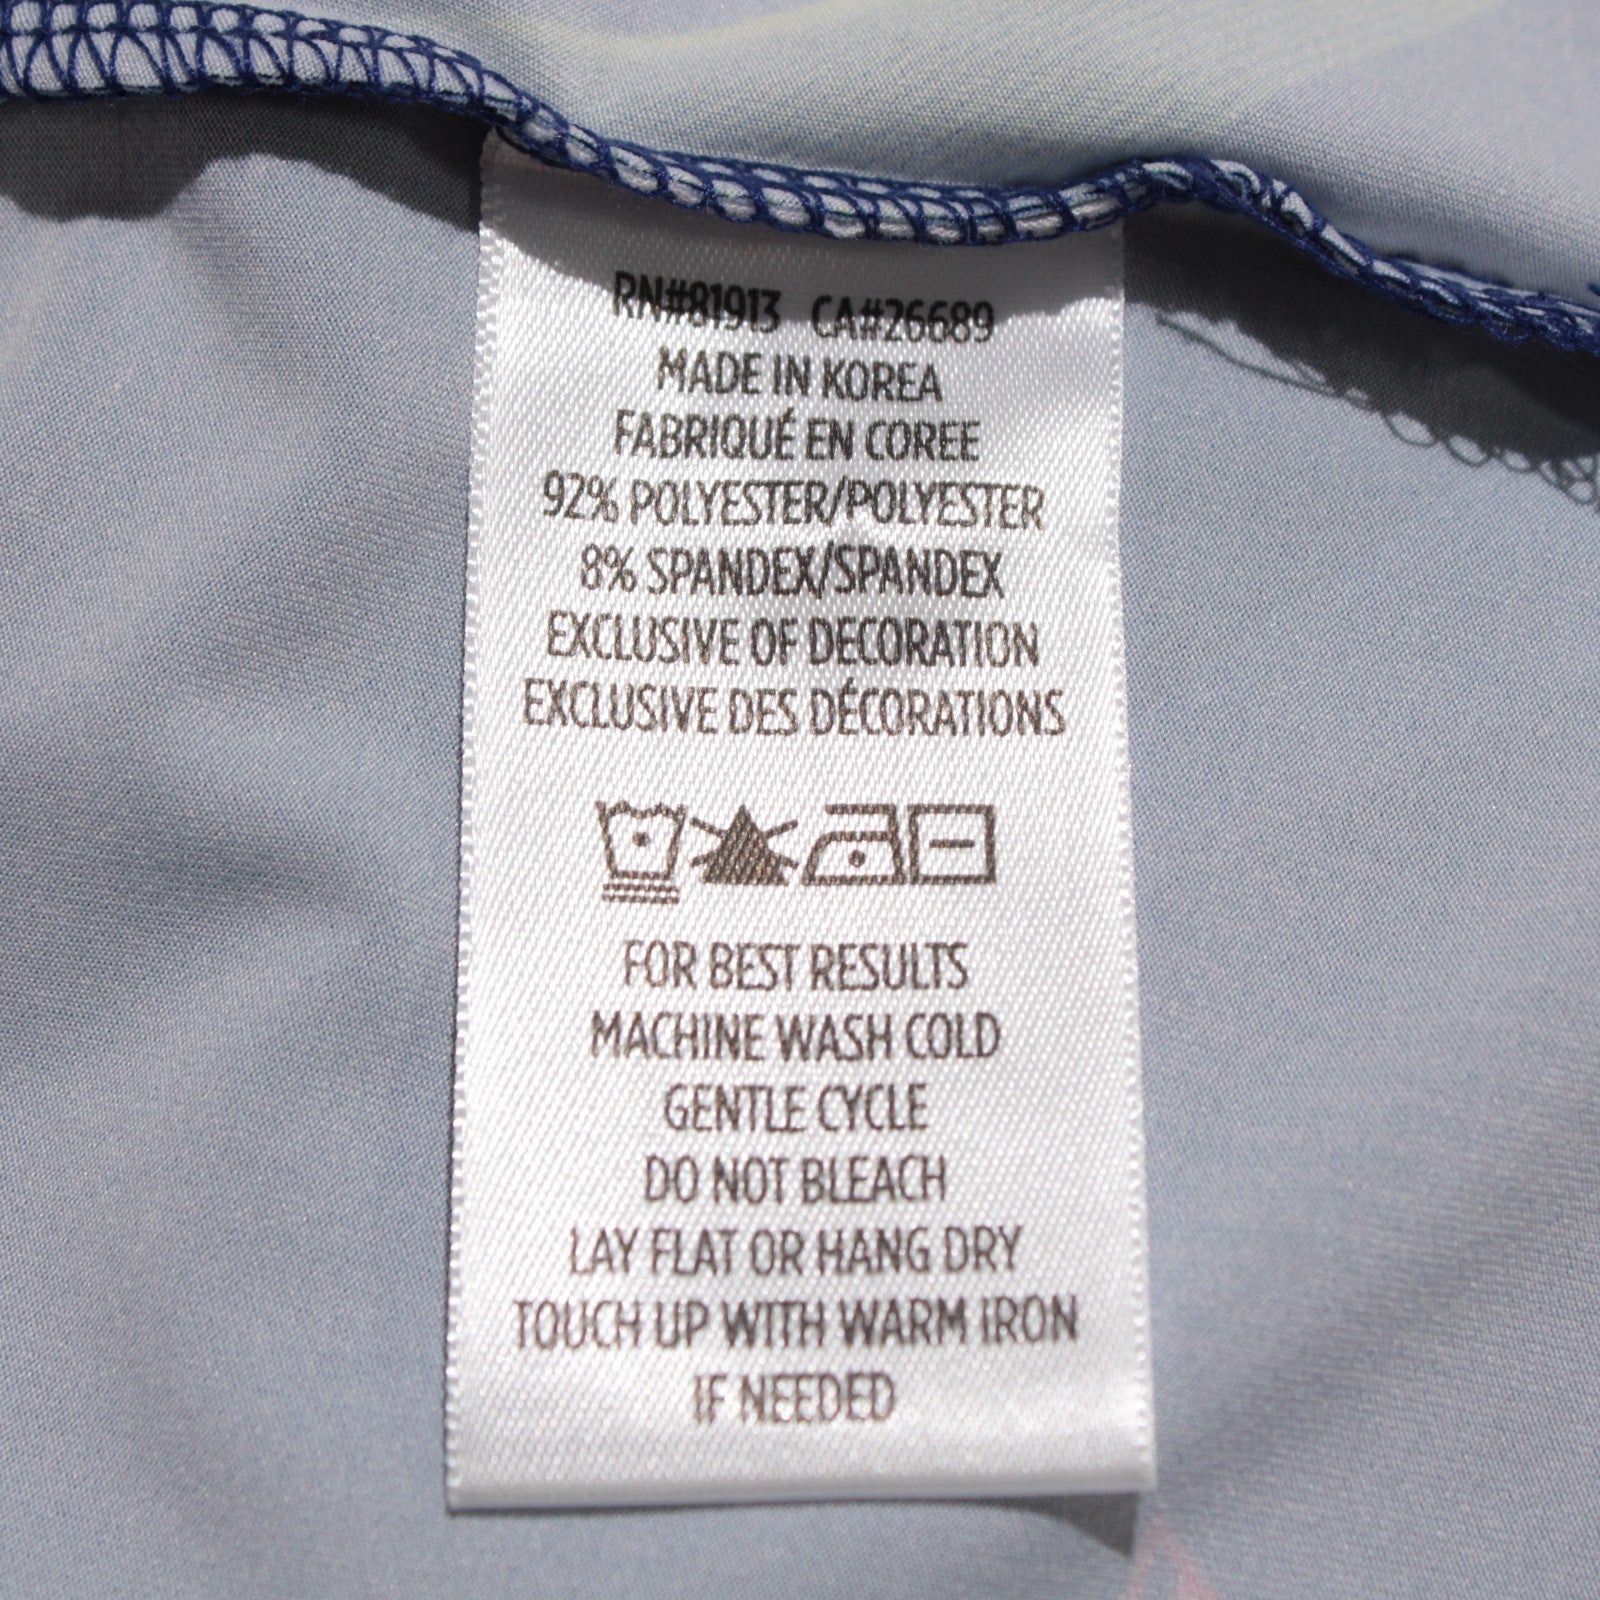 RN#81913 CA#26689
MADE IN KOREA
FABRIQUÉ EN COREE
92% POLYESTER/POLYESTER
8% SPANDEX/SPANDEX
EXCLUSIVE OF DECORATION
EXCLUSIVE DES DÉCORATIONS
FOR BEST RESULTS
MACHINE WASH COLD
GENTLE CYCLE
DO NOT BLEACH
LAY FLAT OR HANG DRY
TOUCH UP WITH WARM IRON
IF NEEDED